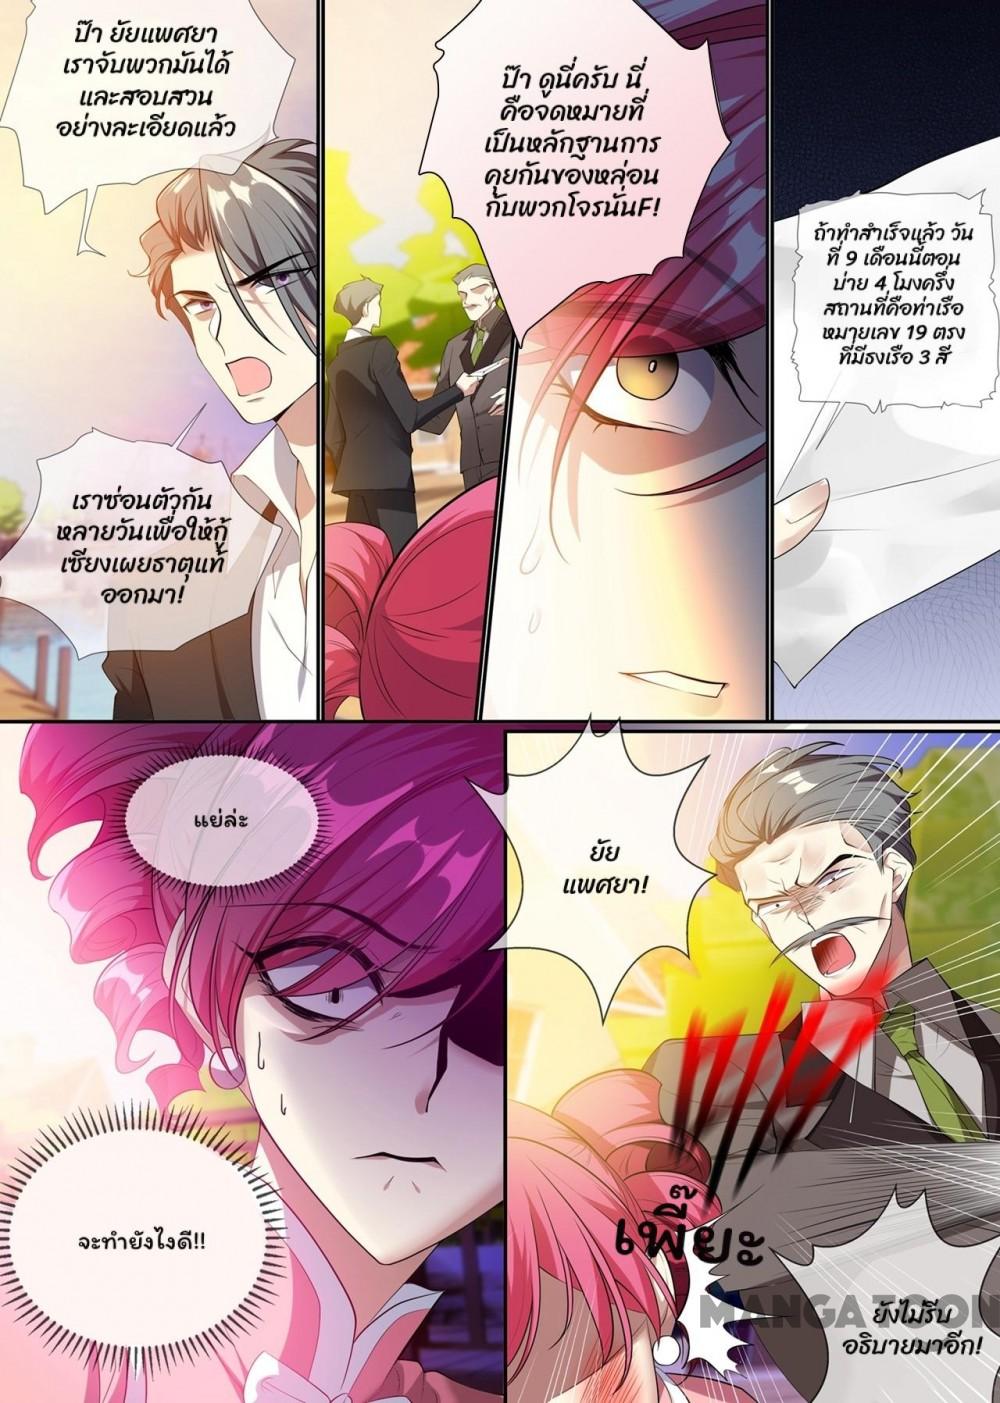 ป๊า ยัยแพศยา
เราจับพวกมันได้
และสอบสวน
อย่างละเอียดแล้ว
เราซ่อนตัวกัน
หลายวันเพื่อให้กู้
เซียงเผยธาตุแท้
ออกมา!
ป๊า ดูนี่ครับ นี่
คือจดหมายที่
เป็นหลักฐานการ
คุยกันของหล่อน
กับพวกโจรนั่นF!
ถ้าทำสำเร็จแล้ว วัน
ที่ 9 เดือนนี้ตอน
บ่าย 4 โมงครึ่ง
สถานที่คือท่าเรือ
หมายเลข 19 ตรง
ที่มีธงเรือ 3 สี
แย่ล่ะ
จะทำยังไงดี!!
ยัย
แพศยา!
เพี๊ยะ
ยังไม่รีบ
อธิบายมาอีก!
MANGATOON